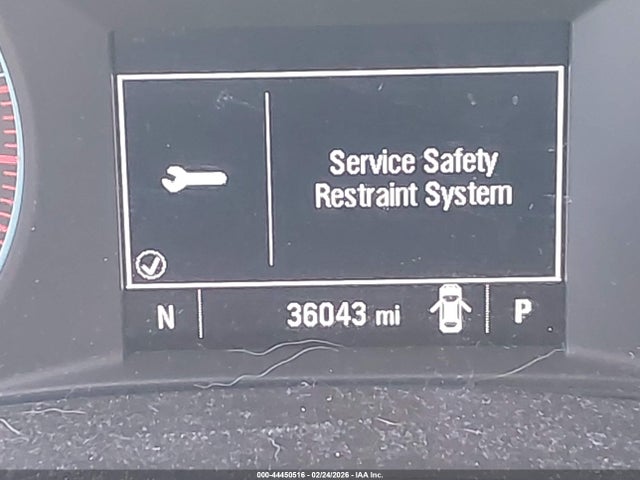 Service Safety
Restraint System
N 36043 mi P
000-44450516 - 02/24/2026 - IAA Inc.